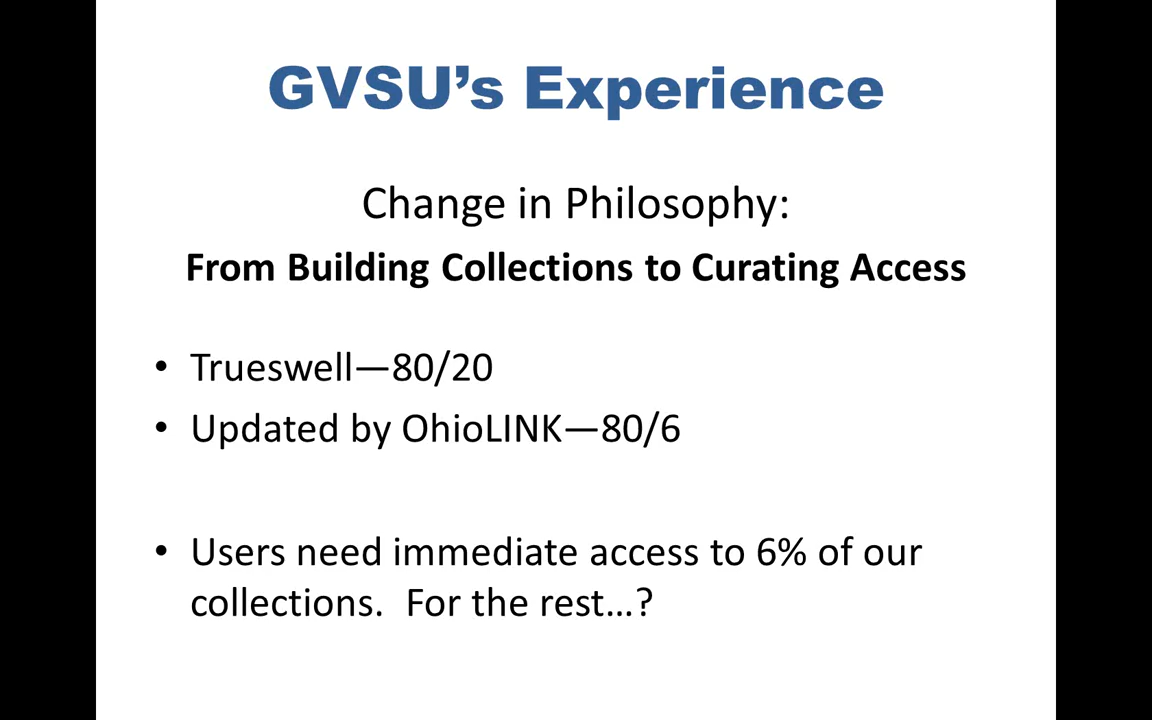 GVSU’s Experience
Change in Philosophy:
From Building Collections to Curating Access
• Trueswell—80/20
• Updated by OhioLINK—80/6
• Users need immediate access to 6% of our
collections.  For the rest…?